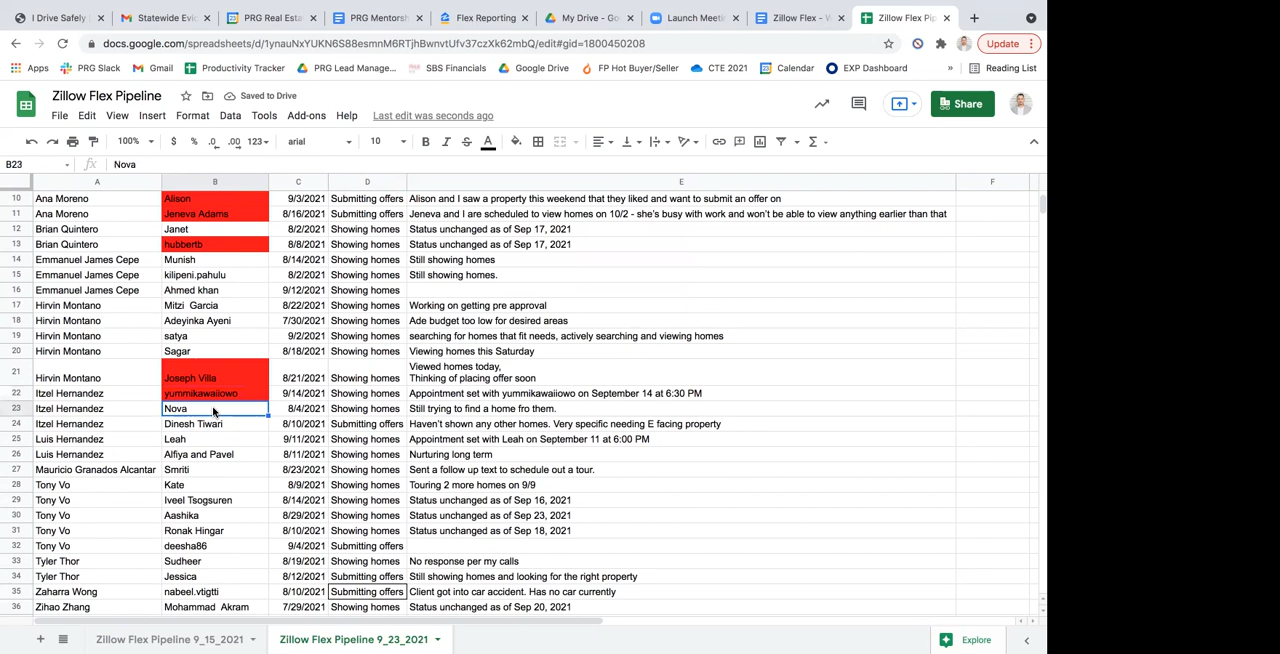 I Drive Safely
Statewide Evi
PRG Real Esta
PRG Mentorsh
Flex Reporting
My Drive - Go
Launch Meeti
Zillow Flex - W
Zillow Flex Pip
docs.google.com/spreadsheets/d/1ynauNxYUKN6S88esmnM6RTjhBwnvtUfv37czXk62mbQ/edit#gid=1800450208
Update
Apps
PRG Slack
Gmail
Productivity Tracker
PRG Lead Manage...
SBS Financials
Google Drive
FP Hot Buyer/Seller
CTE 2021
Calendar
EXP Dashboard
»
Reading List
Zillow Flex Pipeline
Saved to Drive
File Edit View Insert Format Data Tools Add-ons Help Last edit was seconds ago
Share
100% $ % .0 .00 123 arial 10 B I S A
B23 fx Nova
A B C D E F
10 Ana Moreno Alison 9/3/2021 Submitting offers Alison and I saw a property this weekend that they liked and want to submit an offer on
11 Ana Moreno Jeneva Adams 8/16/2021 Submitting offers Jeneva and I are scheduled to view homes on 10/2 - she's busy with work and won't be able to view anything earlier than that
12 Brian Quintero Janet 8/2/2021 Showing homes Status unchanged as of Sep 17, 2021
13 Brian Quintero hubbertb 8/8/2021 Showing homes Status unchanged as of Sep 17, 2021
14 Emmanuel James Cepe Munish 8/14/2021 Showing homes Still showing homes
15 Emmanuel James Cepe kilipeni.pahulu 8/2/2021 Showing homes Still showing homes.
16 Emmanuel James Cepe Ahmed khan 9/12/2021 Showing homes
17 Hirvin Montano Mitzi Garcia 8/22/2021 Showing homes Working on getting pre approval
18 Hirvin Montano Adeyinka Ayeni 7/30/2021 Showing homes Ade budget too low for desired areas
19 Hirvin Montano satya 9/2/2021 Showing homes searching for homes that fit needs, actively searching and viewing homes
20 Hirvin Montano Sagar 8/18/2021 Showing homes Viewing homes this Saturday
Viewed homes today,
21 Hirvin Montano Joseph Villa 8/21/2021 Showing homes Thinking of placing offer soon
22 Itzel Hernandez yummikawaiiowo 9/14/2021 Showing homes Appointment set with yummikawaiiowo on September 14 at 6:30 PM
23 Itzel Hernandez Nova 8/4/2021 Showing homes Still trying to find a home fro them.
24 Itzel Hernandez Dinesh Tiwari 8/10/2021 Submitting offers Haven't shown any other homes. Very specific needing E facing property
25 Luis Hernandez Leah 9/11/2021 Showing homes Appointment set with Leah on September 11 at 6:00 PM
26 Luis Hernandez Alfiya and Pavel 8/11/2021 Showing homes Nurturing long term
27 Mauricio Granados Alcantar Smriti 8/23/2021 Showing homes Sent a follow up text to schedule out a tour.
28 Tony Vo Kate 8/9/2021 Showing homes Touring 2 more homes on 9/9
29 Tony Vo Iveel Tsogsuren 8/14/2021 Showing homes Status unchanged as of Sep 16, 2021
30 Tony Vo Aashika 8/29/2021 Showing homes Status unchanged as of Sep 23, 2021
31 Tony Vo Ronak Hingar 8/10/2021 Showing homes Status unchanged as of Sep 18, 2021
32 Tony Vo deesha86 9/4/2021 Submitting offers
33 Tyler Thor Sudheer 8/19/2021 Showing homes No response per my calls
34 Tyler Thor Jessica 8/12/2021 Submitting offers Still showing homes and looking for the right property
35 Zaharra Wong nabeel.vtigtti 8/10/2021 Submitting offers Client got into car accident. Has no car currently
36 Zihao Zhang Mohammad Akram 7/29/2021 Showing homes Status unchanged as of Sep 20, 2021
Zillow Flex Pipeline 9_15_2021
Zillow Flex Pipeline 9_23_2021
Explore